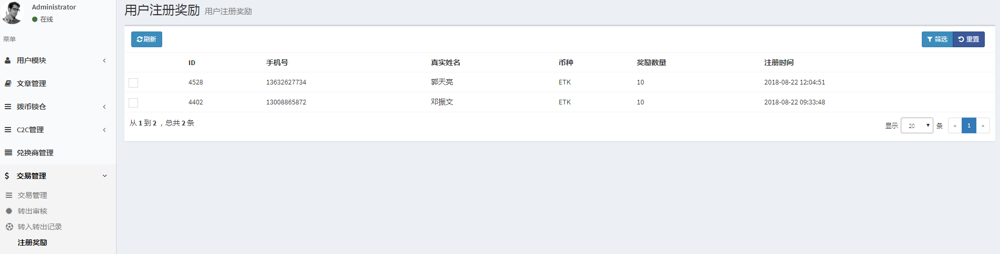 Administrator
在线
菜单
用户模块
文章管理
拨币锁仓
C2C管理
兑换商管理
交易管理
交易管理
转出审核
转入转出记录
注册奖励
用户注册奖励 用户注册奖励
刷新 筛选 重置
ID 手机号 真实姓名 币种 奖励数量 注册时间
4528 13632627734 郭天亮 ETK 10 2018-08-22 12:04:51
4402 13008865872 邓振文 ETK 10 2018-08-22 09:33:48
从 1 到 2 ，总共 2 条 显示 20 条 « 1 »